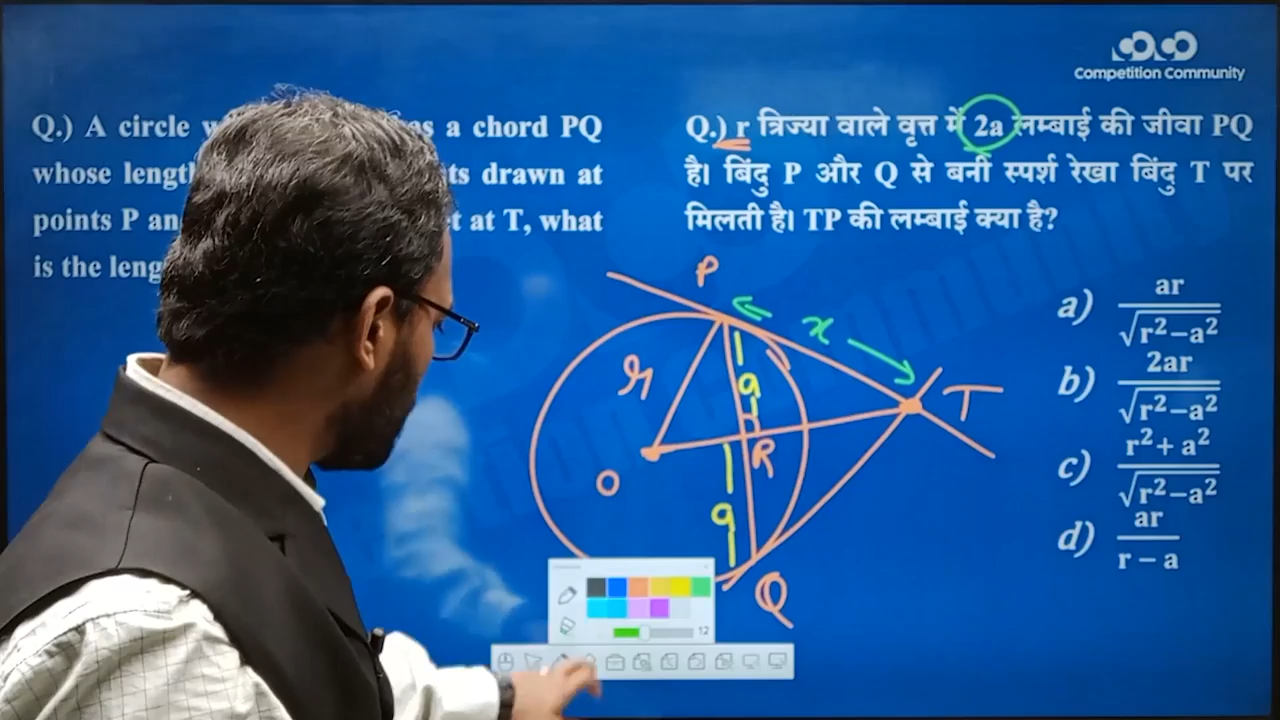 Competition Community
Q.) A circle w s a chord PQ
whose lengt ts drawn at
points P an t at T, what
is the leng
Q.) r त्रिज्या वाले वृत्त में 2a लम्बाई की जीवा PQ
है। बिंदु P और Q से बनी स्पर्श रेखा बिंदु T पर
मिलती है। TP की लम्बाई क्या है?
a) ar
√r²−a²
b) 2ar
√r²−a²
c) r²+ a²
√r²−a²
d) ar
r − a
P
x
r
a
T
R
O
a
Q
12